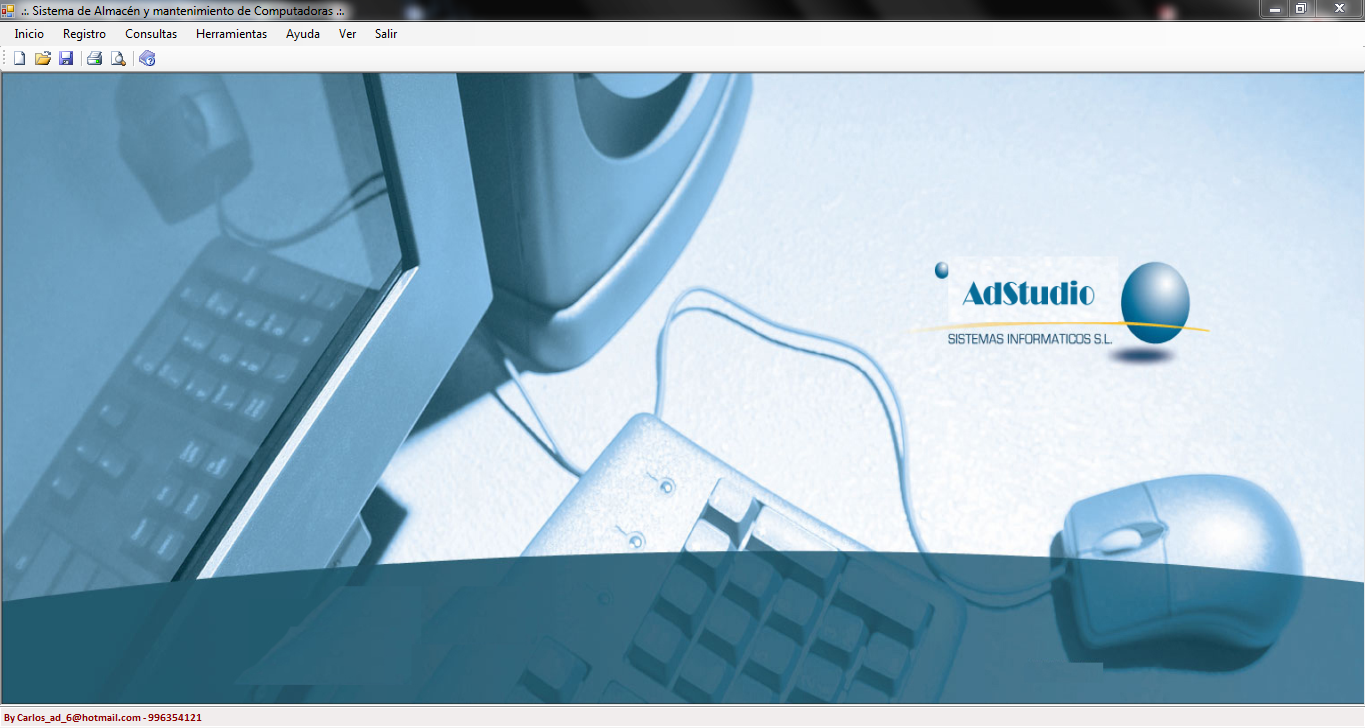 .:. Sistema de Almacén y mantenimiento de Computadoras .:.
Inicio Registro Consultas Herramientas Ayuda Ver Salir
AdStudio
SISTEMAS INFORMATICOS S.L.
By Carlos_ad_6@hotmail.com - 996354121